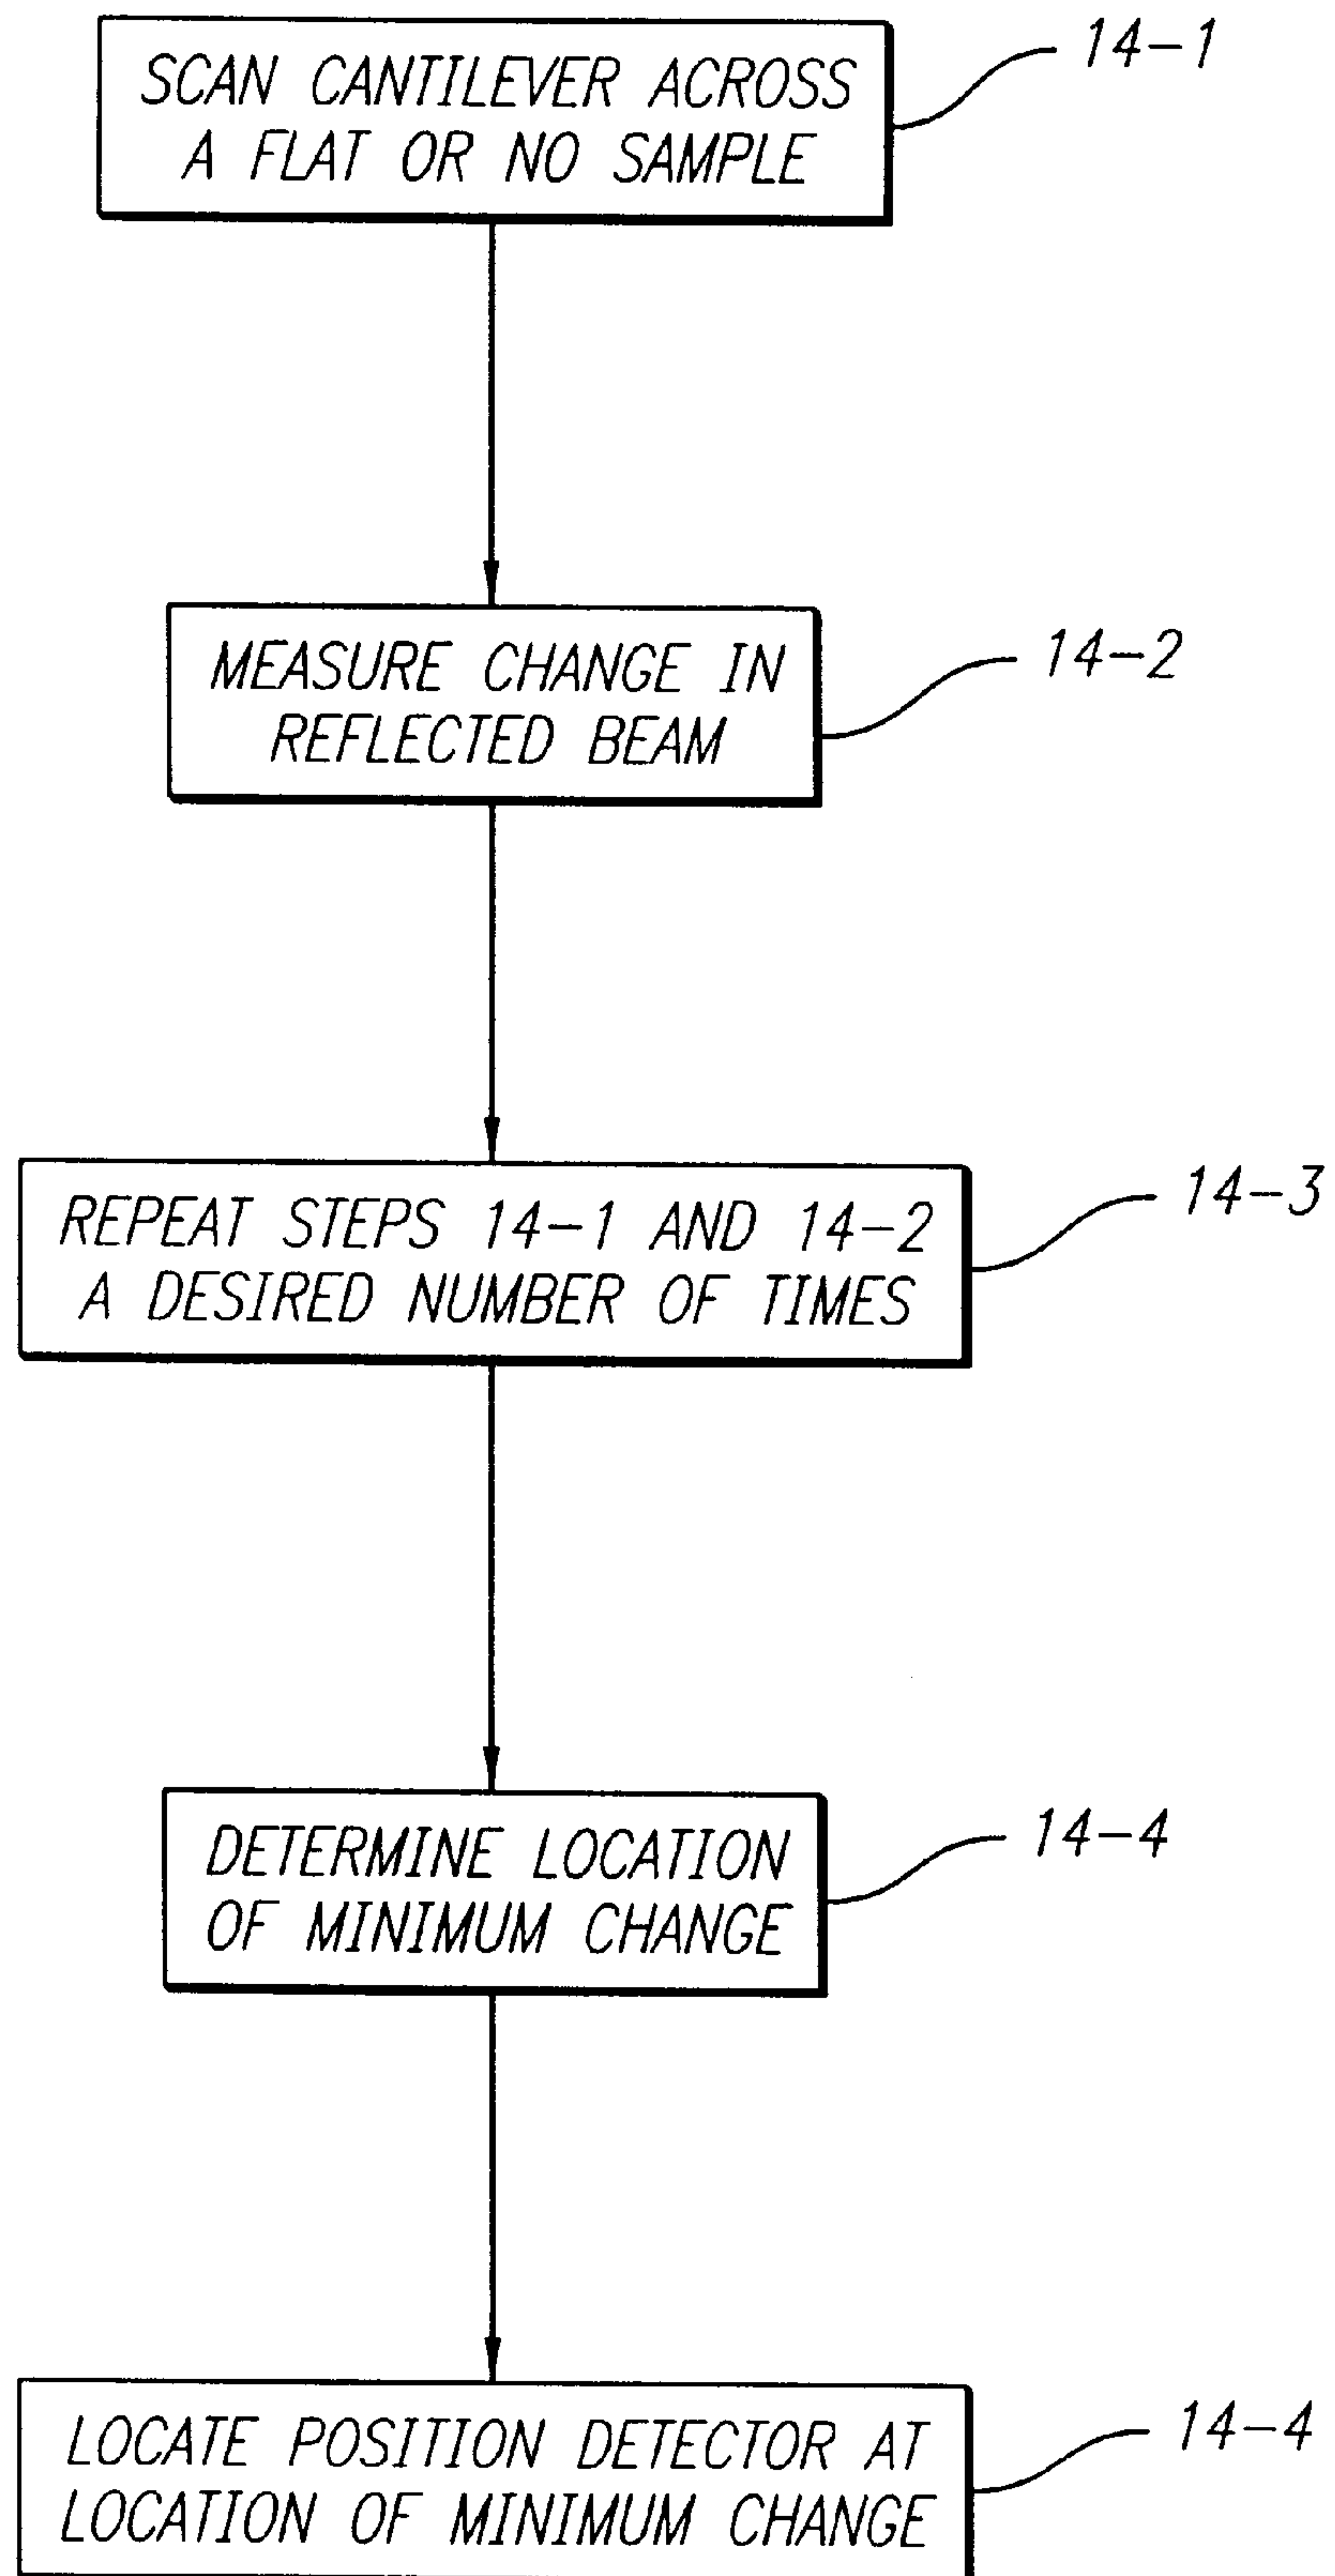 SCAN CANTILEVER ACROSS
A FLAT OR NO SAMPLE
14-1
MEASURE CHANGE IN
REFLECTED BEAM
14-2
REPEAT STEPS 14-1 AND 14-2
A DESIRED NUMBER OF TIMES
14-3
DETERMINE LOCATION
OF MINIMUM CHANGE
14-4
LOCATE POSITION DETECTOR AT
LOCATION OF MINIMUM CHANGE
14-4